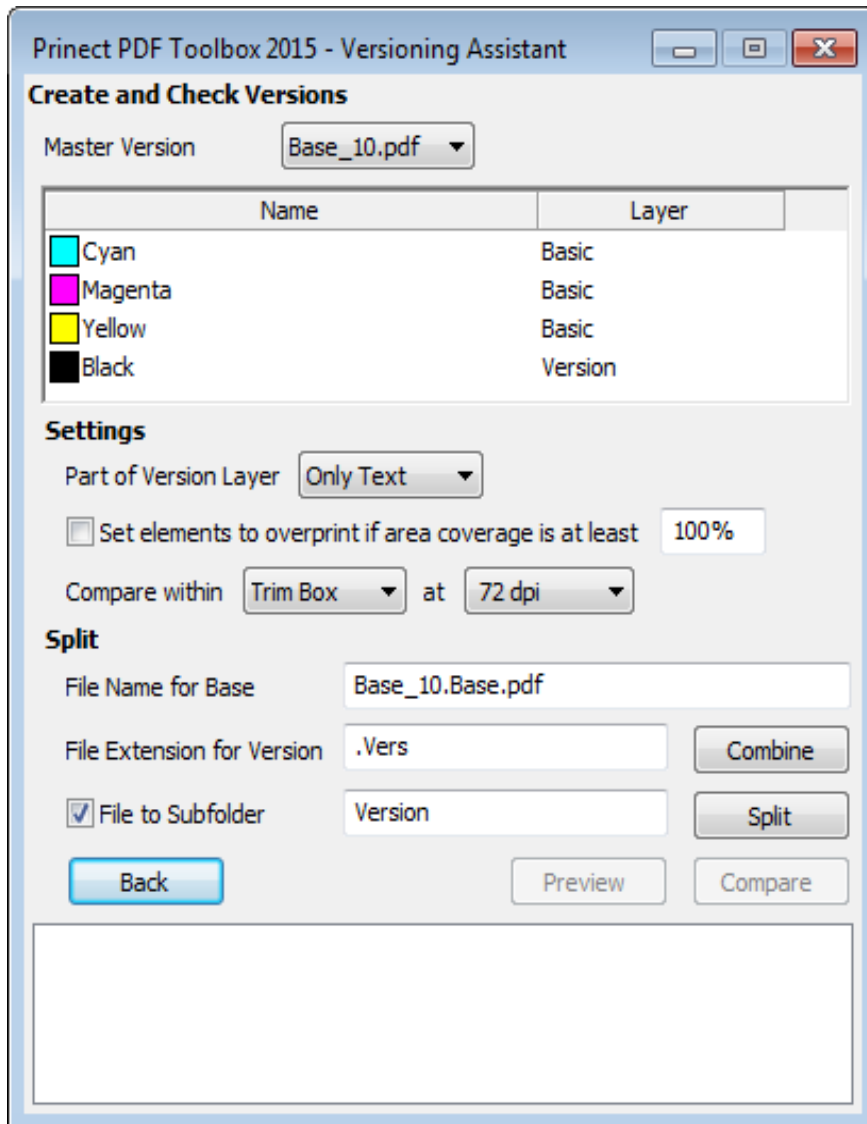 Prinect PDF Toolbox 2015 - Versioning Assistant
Create and Check Versions
Master Version Base_10.pdf
Name Layer
Cyan Basic
Magenta Basic
Yellow Basic
Black Version
Settings
Part of Version Layer Only Text
Set elements to overprint if area coverage is at least 100%
Compare within Trim Box at 72 dpi
Split
File Name for Base Base_10.Base.pdf
File Extension for Version .Vers Combine
File to Subfolder Version Split
Back Preview Compare